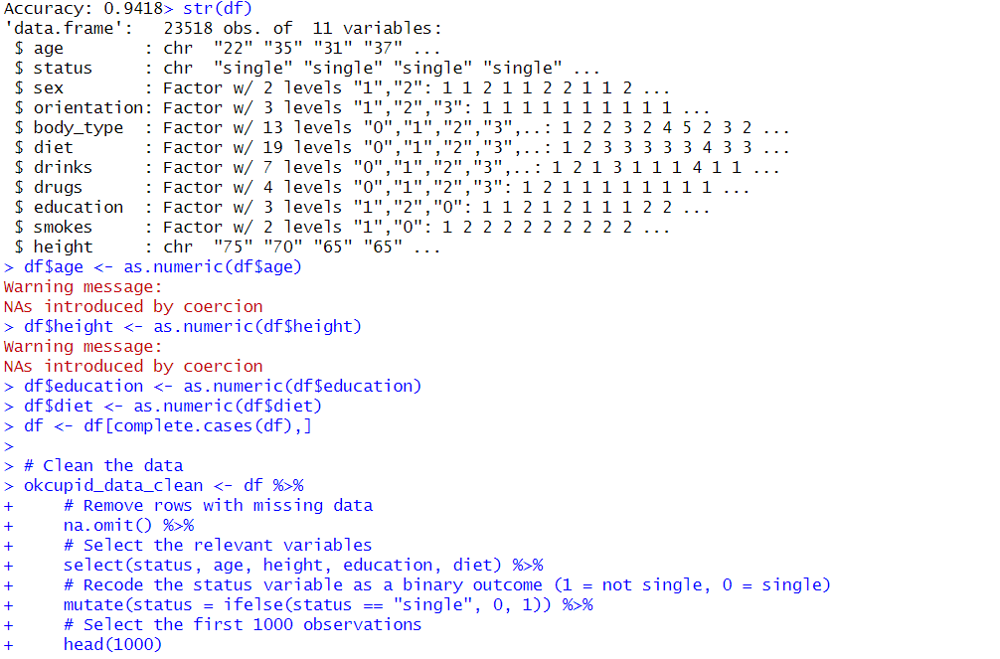 Accuracy: 0.9418> str(df)
'data.frame':   23518 obs. of  11 variables:
 $ age        : chr  "22" "35" "31" "37" ...
 $ status     : chr  "single" "single" "single" "single" ...
 $ sex        : Factor w/ 2 levels "1","2": 1 1 2 1 1 2 2 1 1 2 ...
 $ orientation: Factor w/ 3 levels "1","2","3": 1 1 1 1 1 1 1 1 1 1 ...
 $ body_type  : Factor w/ 13 levels "0","1","2","3",..: 1 2 2 3 2 4 5 2 3 2 ...
 $ diet       : Factor w/ 19 levels "0","1","2","3",..: 1 2 3 3 3 3 3 4 3 3 ...
 $ drinks     : Factor w/ 7 levels "0","1","2","3",..: 1 2 1 3 1 1 1 4 1 1 ...
 $ drugs      : Factor w/ 4 levels "0","1","2","3": 1 2 1 1 1 1 1 1 1 1 ...
 $ education  : Factor w/ 3 levels "1","2","0": 1 1 2 1 2 1 1 1 2 2 ...
 $ smokes     : Factor w/ 2 levels "1","0": 1 2 2 2 2 2 2 2 2 2 ...
 $ height     : chr  "75" "70" "65" "65" ...
> df$age <- as.numeric(df$age)
Warning message:
NAs introduced by coercion
> df$height <- as.numeric(df$height)
Warning message:
NAs introduced by coercion
> df$education <- as.numeric(df$education)
> df$diet <- as.numeric(df$diet)
> df <- df[complete.cases(df),]
>
> # Clean the data
> okcupid_data_clean <- df %>%
+     # Remove rows with missing data
+     na.omit() %>%
+     # Select the relevant variables
+     select(status, age, height, education, diet) %>%
+     # Recode the status variable as a binary outcome (1 = not single, 0 = single)
+     mutate(status = ifelse(status == "single", 0, 1)) %>%
+     # Select the first 1000 observations
+     head(1000)